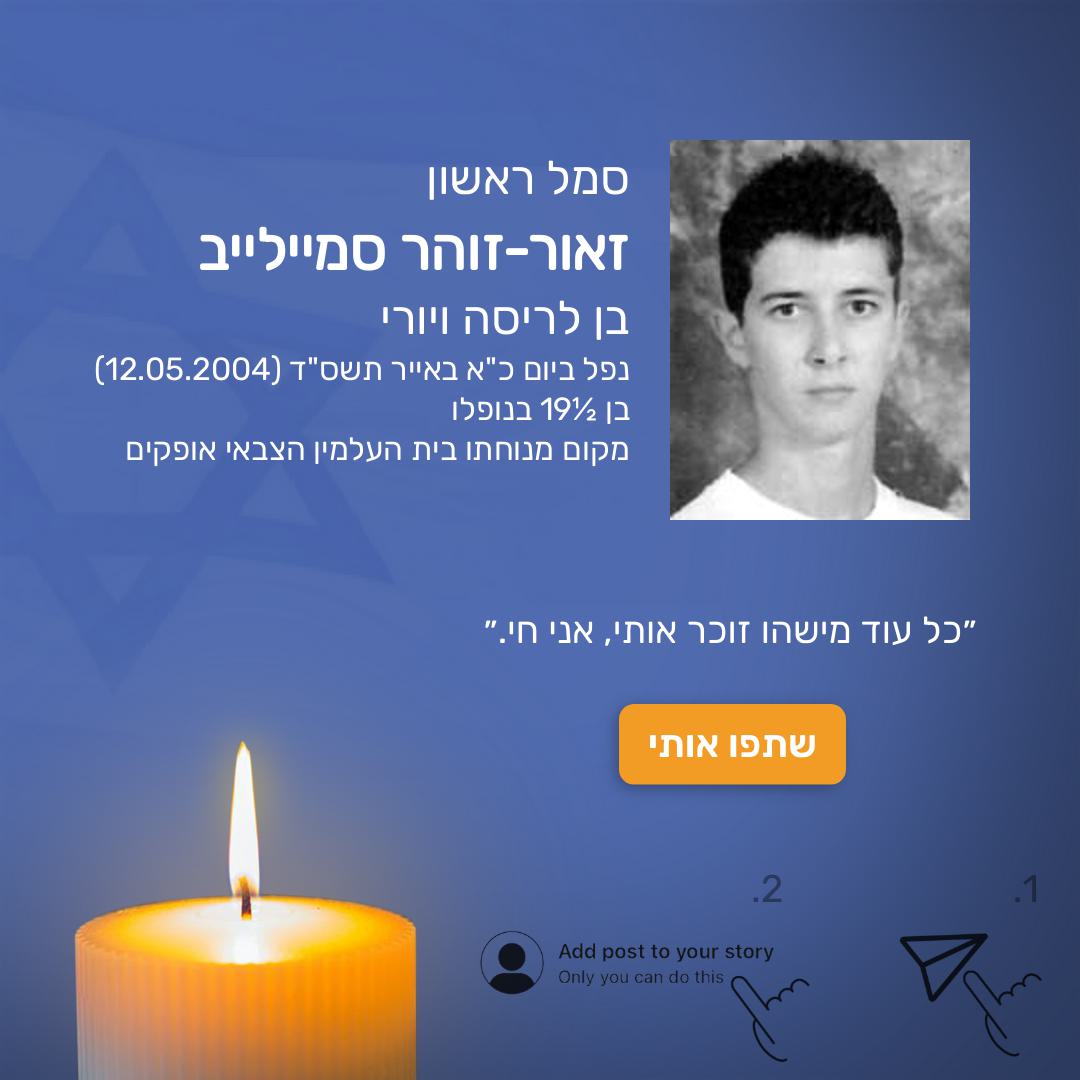 סמל ראשון
זאור-זוהר סמיילייב
בן לריסה ויורי
נפל ביום כ"א באייר תשס"ד (12.05.2004)
בן 19½ בנופלו
מקום מנוחתו בית העלמין הצבאי אופקים
״כל עוד מישהו זוכר אותי, אני חי.״
שתפו אותי
.1
.2
Add post to your story
Only you can do this